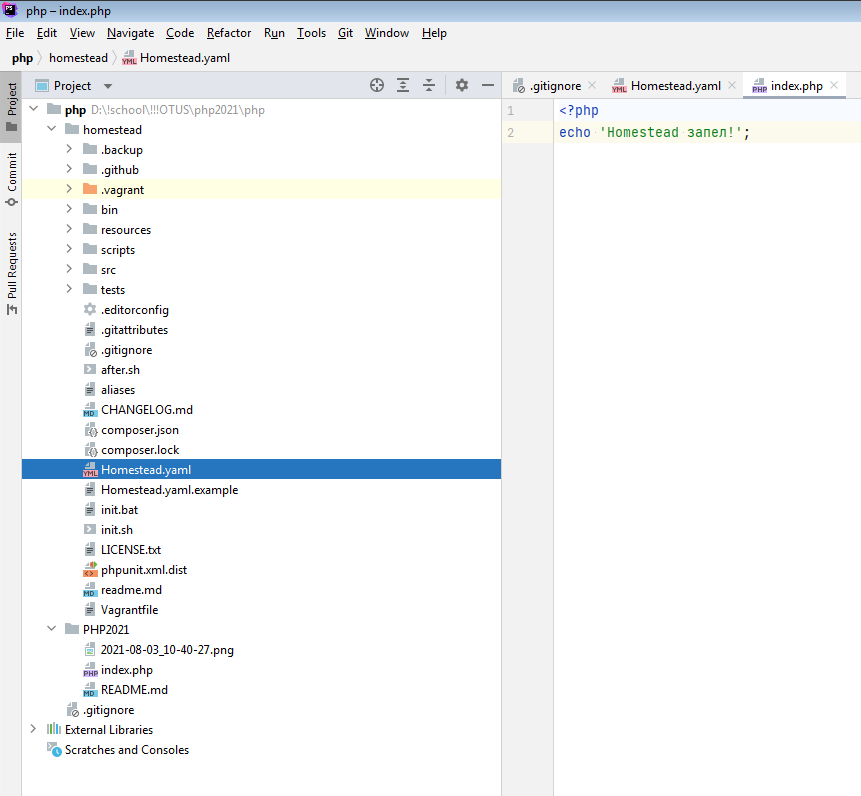 php – index.php
File Edit View Navigate Code Refactor Run Tools Git Window Help
php homestead Homestead.yaml
Project
Commit
Pull Requests
Project
php D:\!school\!!!OTUS\php2021\php
homestead
.backup
.github
.vagrant
bin
resources
scripts
src
tests
.editorconfig
.gitattributes
.gitignore
after.sh
aliases
CHANGELOG.md
composer.json
composer.lock
Homestead.yaml
Homestead.yaml.example
init.bat
init.sh
LICENSE.txt
phpunit.xml.dist
readme.md
Vagrantfile
PHP2021
2021-08-03_10-40-27.png
index.php
README.md
.gitignore
External Libraries
Scratches and Consoles
.gitignore Homestead.yaml index.php
1 <?php
2 echo 'Homestead запел!';